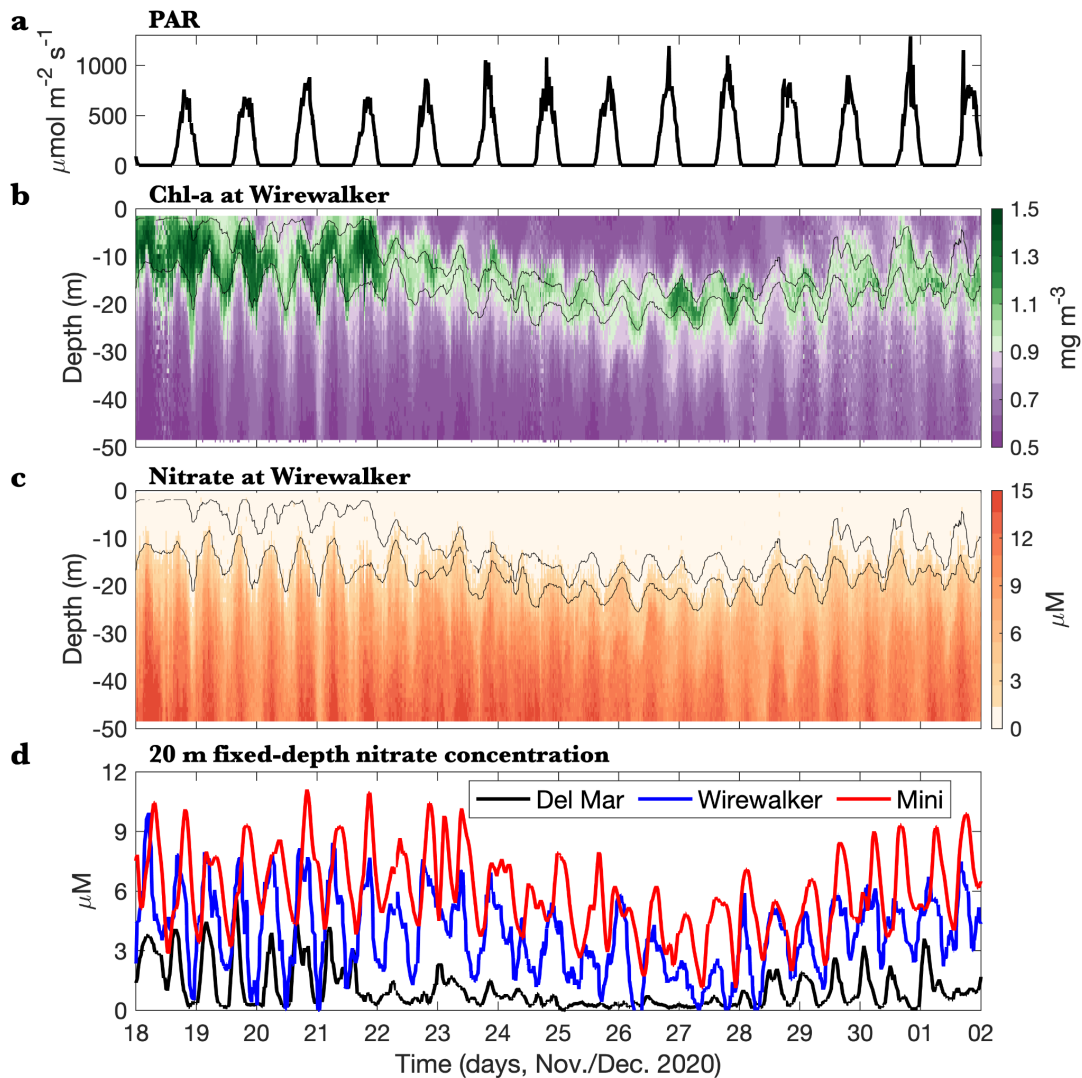 a PAR
μmol m-2 s-1
1000
500
0
b Chl-a at Wirewalker
Depth (m)
0
-10
-20
-30
-40
-50
1.5
1.3
1.1
0.9
0.7
0.5
mg m-3
c Nitrate at Wirewalker
Depth (m)
0
-10
-20
-30
-40
-50
15
12
9
6
3
0
μM
d 20 m fixed-depth nitrate concentration
μM
12
9
6
3
0
Del Mar Wirewalker Mini
18 19 20 21 22 23 24 25 26 27 28 29 30 01 02
Time (days, Nov./Dec. 2020)